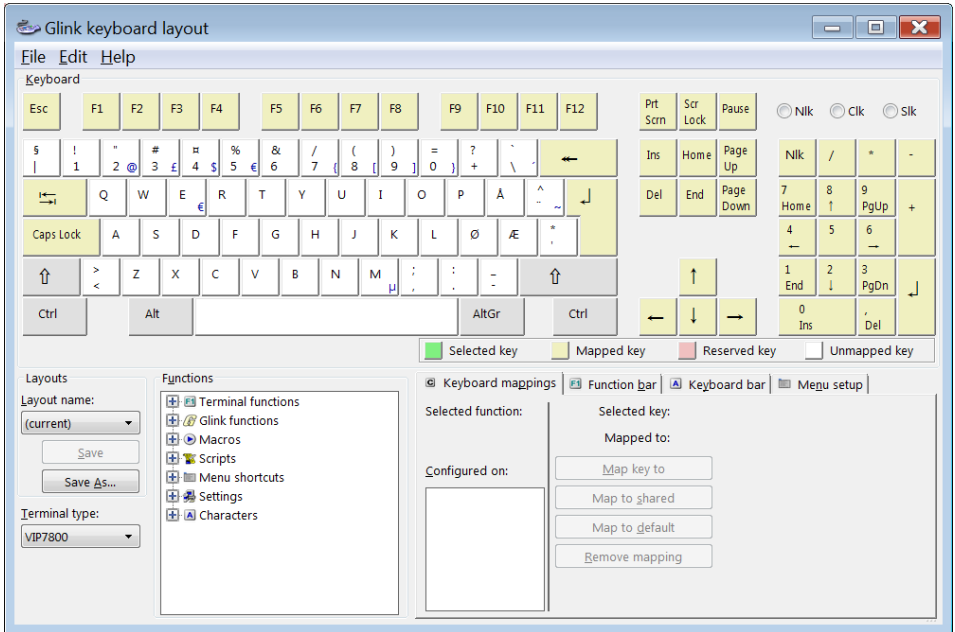 Glink keyboard layout
File Edit Help
Keyboard
Esc F1 F2 F3 F4 F5 F6 F7 F8 F9 F10 F11 F12 Prt Scrn Scr Lock Pause Nlk Clk Slk
§ | ! 1 " 2 @ # 3 £ ¤ 4 $ % 5 € & 6 / 7 { ( 8 [ ) 9 ] = 0 } ? + ` \ ´ ← Ins Home Page Up Nlk / * -
Q W E € R T Y U I O P Å ^ ¨ ~ ↵ Del End Page Down 7 Home 8 ↑ 9 PgUp +
Caps Lock A S D F G H J K L Ø Æ * ' 4 ← 5 6 →
⇧ > < Z X C V B N M µ ; , : . _ - ⇧ ↑ 1 End 2 ↓ 3 PgDn ↵
Ctrl Alt AltGr Ctrl ← ↓ → 0 Ins , Del
Selected key Mapped key Reserved key Unmapped key
Layouts
Layout name:
(current)
Save
Save As...
Terminal type:
VIP7800
Functions
Terminal functions
Glink functions
Macros
Scripts
Menu shortcuts
Settings
Characters
Keyboard mappings Function bar Keyboard bar Menu setup
Selected function:
Configured on:
Selected key:
Mapped to:
Map key to
Map to shared
Map to default
Remove mapping